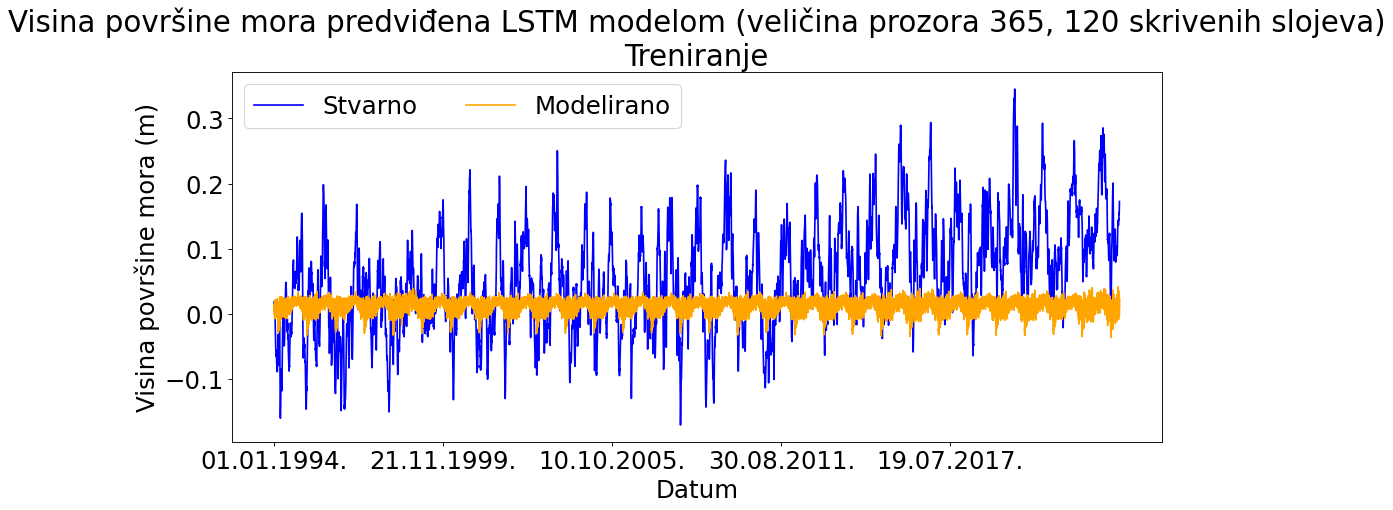 Visina površine mora predviđena LSTM modelom (veličina prozora 365, 120 skrivenih slojeva)
Treniranje
Stvarno Modelirano
Visina površine mora (m)
0.3
0.2
0.1
0.0
−0.1
01.01.1994. 21.11.1999. 10.10.2005. 30.08.2011. 19.07.2017.
Datum